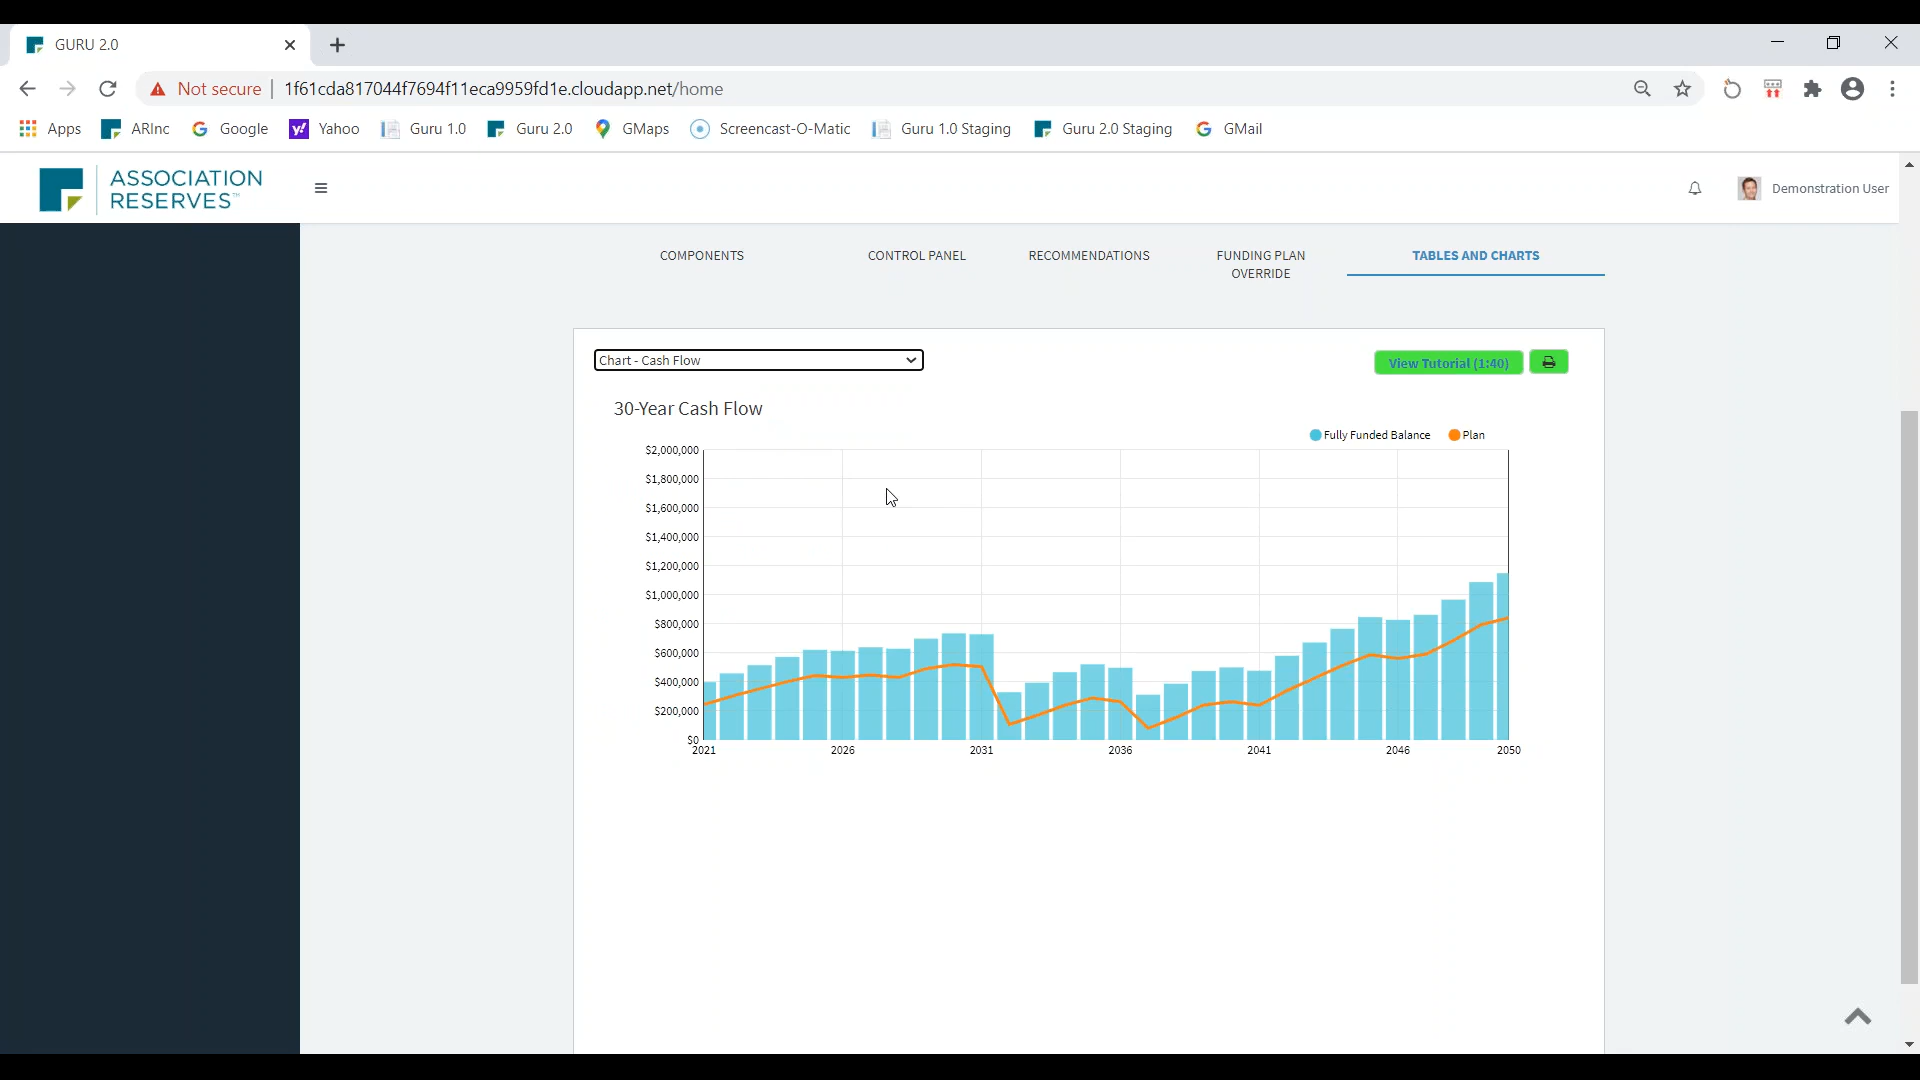 GURU 2.0
Not secure | 1f61cda817044f7694f11eca9959fd1e.cloudapp.net/home
Apps ARInc Google Yahoo Guru 1.0 Guru 2.0 GMaps Screencast-O-Matic Guru 1.0 Staging Guru 2.0 Staging GMail
ASSOCIATION
RESERVES™
Demonstration User
COMPONENTS CONTROL PANEL RECOMMENDATIONS FUNDING PLAN OVERRIDE TABLES AND CHARTS
Chart - Cash Flow
View Tutorial (1:40)
30-Year Cash Flow
Fully Funded Balance Plan
$2,000,000
$1,800,000
$1,600,000
$1,400,000
$1,200,000
$1,000,000
$800,000
$600,000
$400,000
$200,000
$0
2021 2026 2031 2036 2041 2046 2050